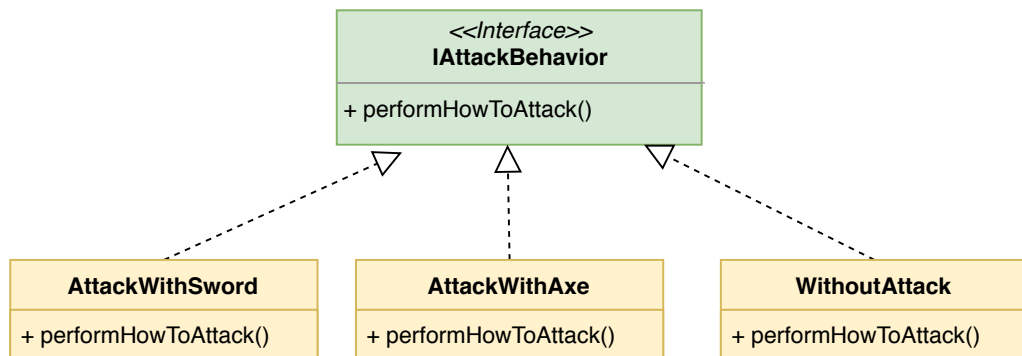 <<Interface>>
IAttackBehavior
+ performHowToAttack()
AttackWithSword
+ performHowToAttack()
AttackWithAxe
+ performHowToAttack()
WithoutAttack
+ performHowToAttack()